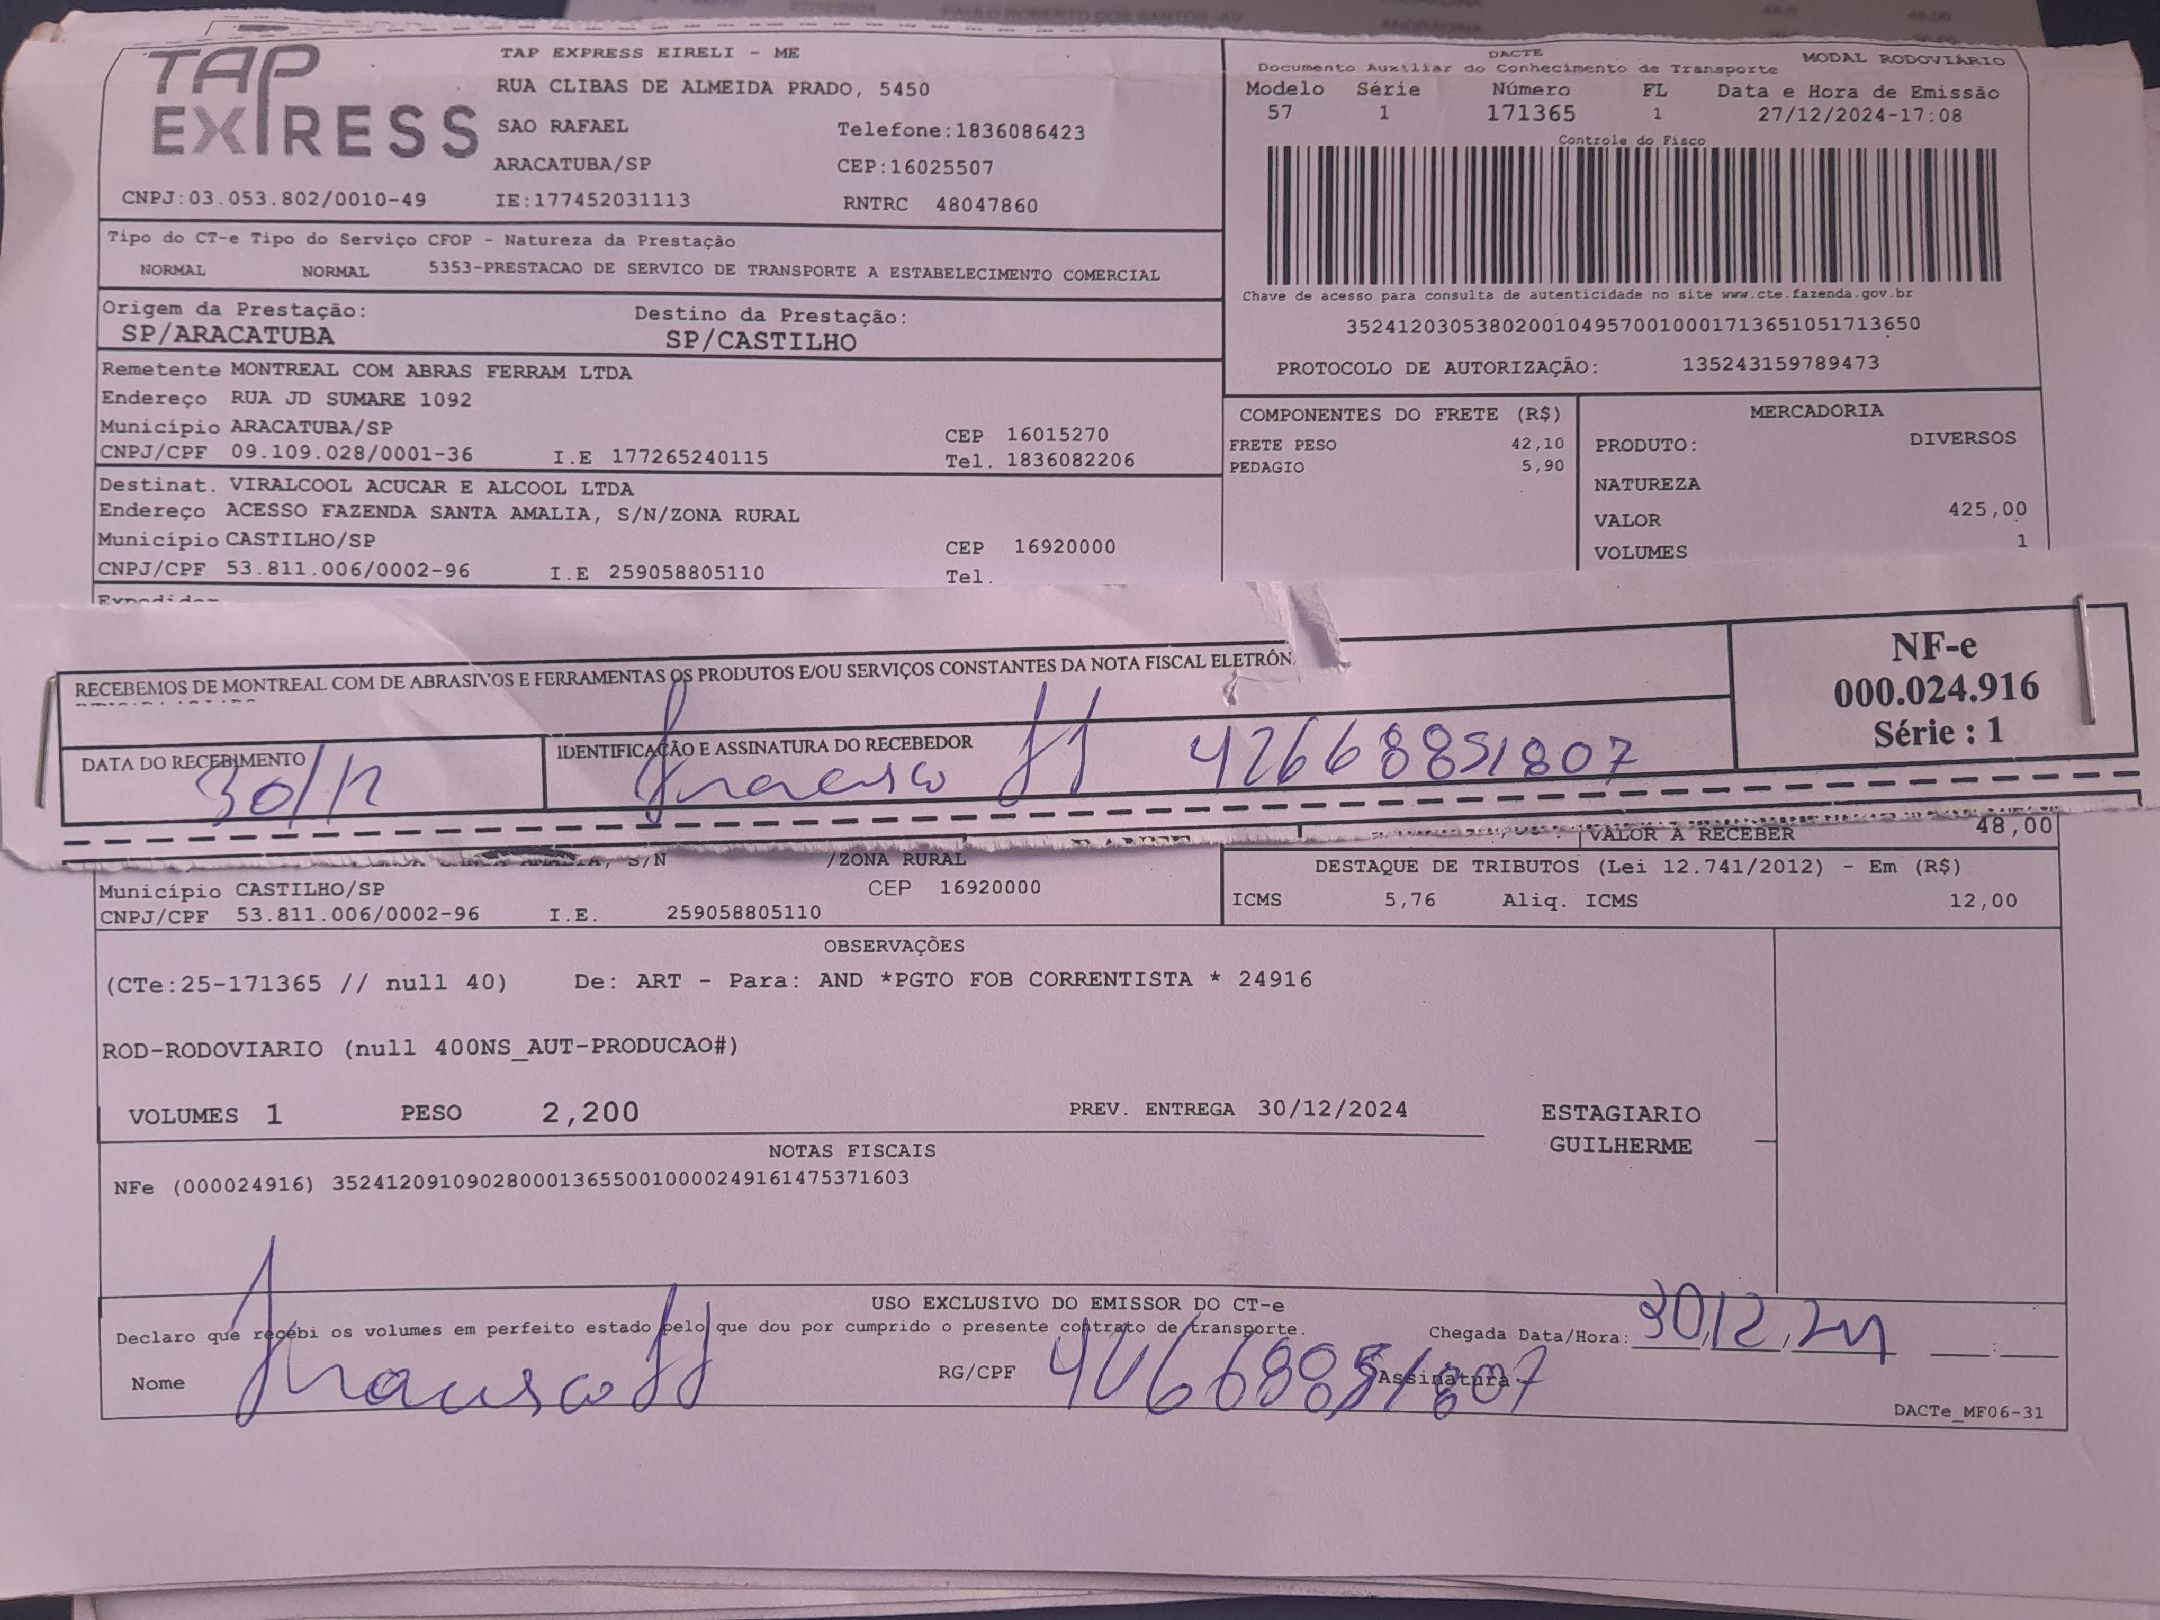 TAP EXPRESS
TAP EXPRESS EIRELI - ME
RUA CLIBAS DE ALMEIDA PRADO, 5450
SAO RAFAEL Telefone:1836086423
ARACATUBA/SP CEP:16025507
CNPJ:03.053.802/0010-49 IE:177452031113 RNTRC 48047860
DACTE MODAL RODOVIÁRIO
Documento Auxiliar do Conhecimento de Transporte
Modelo Série Número FL Data e Hora de Emissão
57 1 171365 1 27/12/2024-17:08
Controle do Fisco
Chave de acesso para consulta de autenticidade no site www.cte.fazenda.gov.br
35241203053802001049570010001713651051713650
PROTOCOLO DE AUTORIZAÇÃO: 135243159789473
Tipo do CT-e Tipo do Serviço CFOP - Natureza da Prestação
NORMAL NORMAL 5353-PRESTACAO DE SERVICO DE TRANSPORTE A ESTABELECIMENTO COMERCIAL
Origem da Prestação: Destino da Prestação:
SP/ARACATUBA SP/CASTILHO
Remetente MONTREAL COM ABRAS FERRAM LTDA
Endereço RUA JD SUMARE 1092
Município ARACATUBA/SP CEP 16015270
CNPJ/CPF 09.109.028/0001-36 I.E 177265240115 Tel. 1836082206
Destinat. VIRALCOOL ACUCAR E ALCOOL LTDA
Endereço ACESSO FAZENDA SANTA AMALIA, S/N/ZONA RURAL
Município CASTILHO/SP CEP 16920000
CNPJ/CPF 53.811.006/0002-96 I.E 259058805110 Tel.
COMPONENTES DO FRETE (R$)
FRETE PESO 42,10
PEDAGIO 5,90
MERCADORIA
PRODUTO: DIVERSOS
NATUREZA
VALOR 425,00
VOLUMES 1
RECEBEMOS DE MONTREAL COM DE ABRASIVOS E FERRAMENTAS OS PRODUTOS E/OU SERVIÇOS CONSTANTES DA NOTA FISCAL ELETRÔN
NF-e
000.024.916
Série : 1
DATA DO RECEBIMENTO IDENTIFICAÇÃO E ASSINATURA DO RECEBEDOR
30/12 Francisco 42668851807
VALOR A RECEBER 48,00
S/N /ZONA RURAL
Município CASTILHO/SP CEP 16920000
CNPJ/CPF 53.811.006/0002-96 I.E. 259058805110
DESTAQUE DE TRIBUTOS (Lei 12.741/2012) - Em (R$)
ICMS 5,76 Aliq. ICMS 12,00
OBSERVAÇÕES
(CTe:25-171365 // null 40) De: ART - Para: AND *PGTO FOB CORRENTISTA * 24916
ROD-RODOVIARIO (null 400NS_AUT-PRODUCAO#)
VOLUMES 1 PESO 2,200 PREV. ENTREGA 30/12/2024 ESTAGIARIO
GUILHERME
NOTAS FISCAIS
NFe (000024916) 35241209109028000136550010000249161475371603
USO EXCLUSIVO DO EMISSOR DO CT-e
Declaro que recebi os volumes em perfeito estado pelo que dou por cumprido o presente contrato de transporte. Chegada Data/Hora: 30,12,24
Nome Francisco RG/CPF 42668851807 Assinatura
DACTe_MF06-31